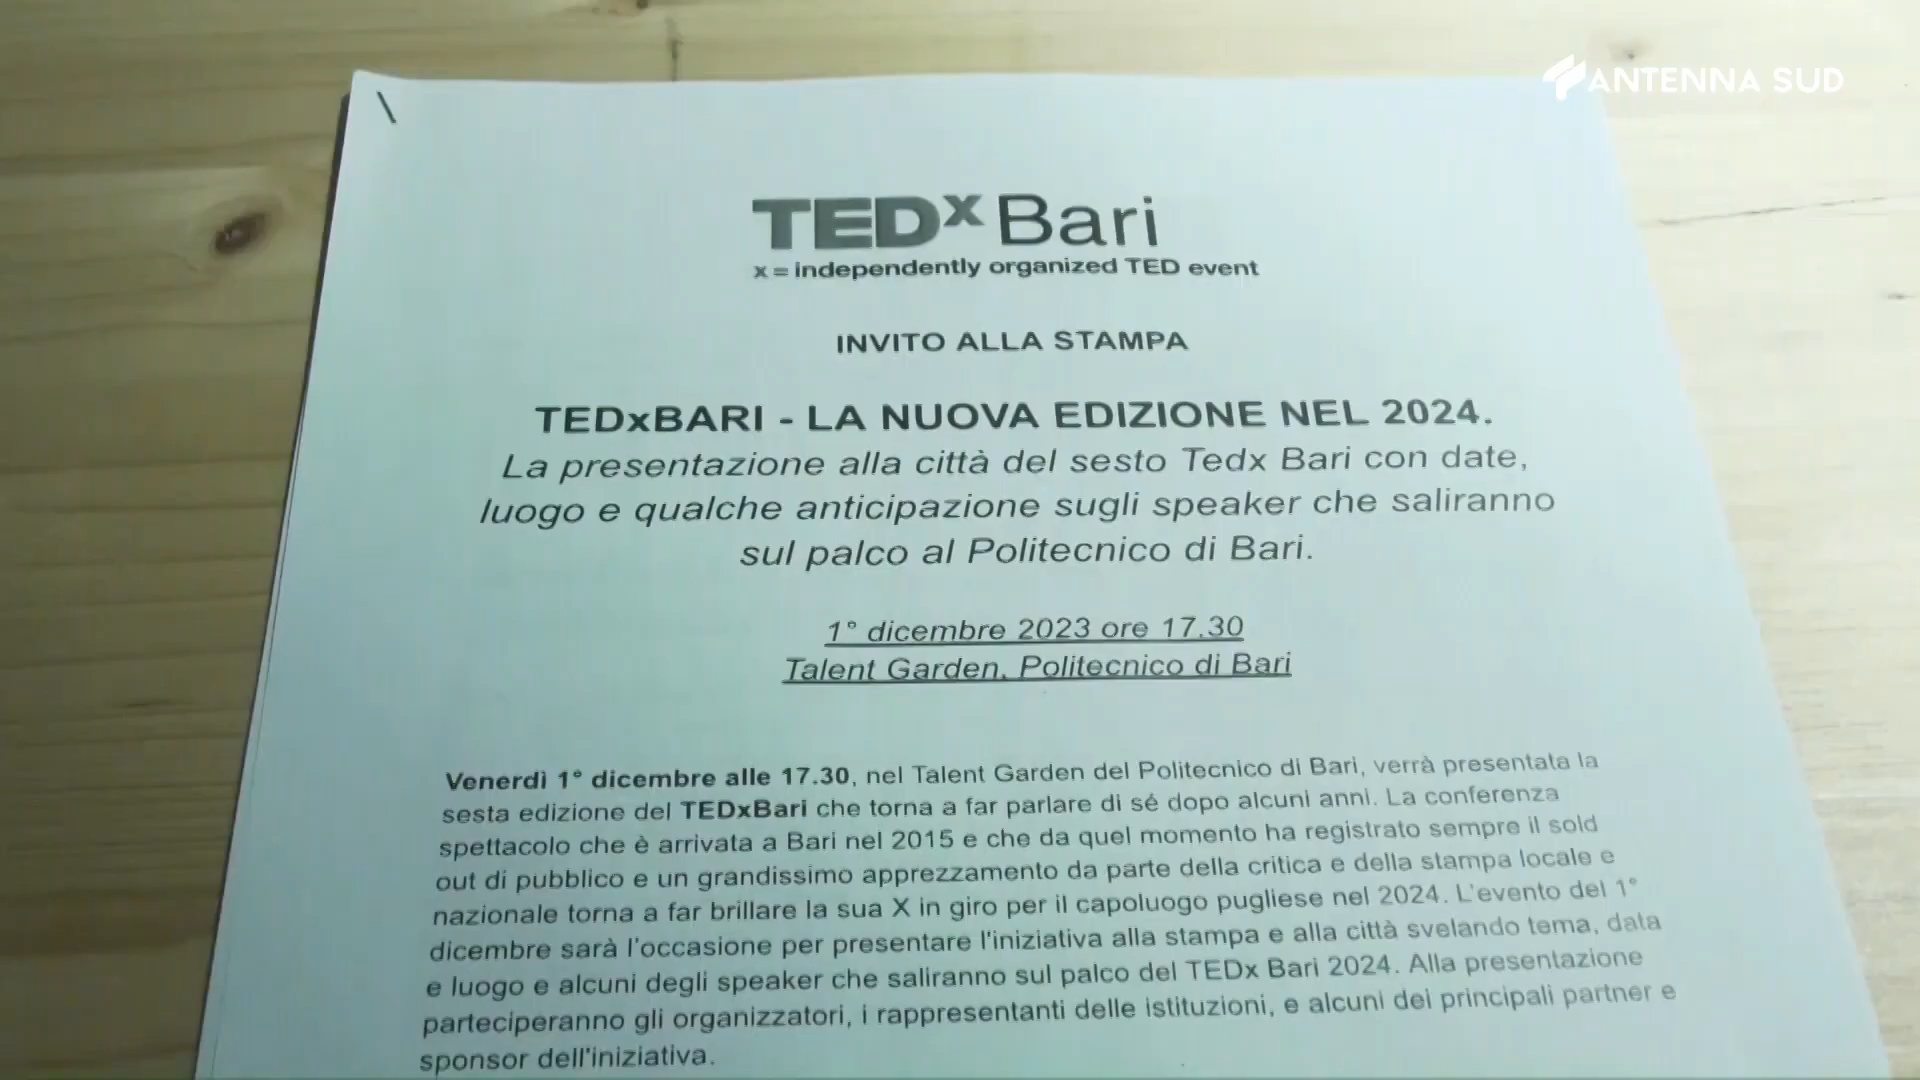 ANTENNA SUD
TEDx Bari
x = independently organized TED event
INVITO ALLA STAMPA
TEDxBARI - LA NUOVA EDIZIONE NEL 2024.
La presentazione alla città del sesto Tedx Bari con date,
luogo e qualche anticipazione sugli speaker che saliranno
sul palco al Politecnico di Bari.
1° dicembre 2023 ore 17.30
Talent Garden, Politecnico di Bari
Venerdì 1° dicembre alle 17.30, nel Talent Garden del Politecnico di Bari, verrà presentata la
sesta edizione del TEDxBari che torna a far parlare di sé dopo alcuni anni. La conferenza
spettacolo che è arrivata a Bari nel 2015 e che da quel momento ha registrato sempre il sold
out di pubblico e un grandissimo apprezzamento da parte della critica e della stampa locale e
nazionale torna a far brillare la sua X in giro per il capoluogo pugliese nel 2024. L'evento del 1°
dicembre sarà l'occasione per presentare l'iniziativa alla stampa e alla città svelando tema, data
e luogo e alcuni degli speaker che saliranno sul palco del TEDx Bari 2024. Alla presentazione
parteciperanno gli organizzatori, i rappresentanti delle istituzioni, e alcuni dei principali partner e
sponsor dell'iniziativa.